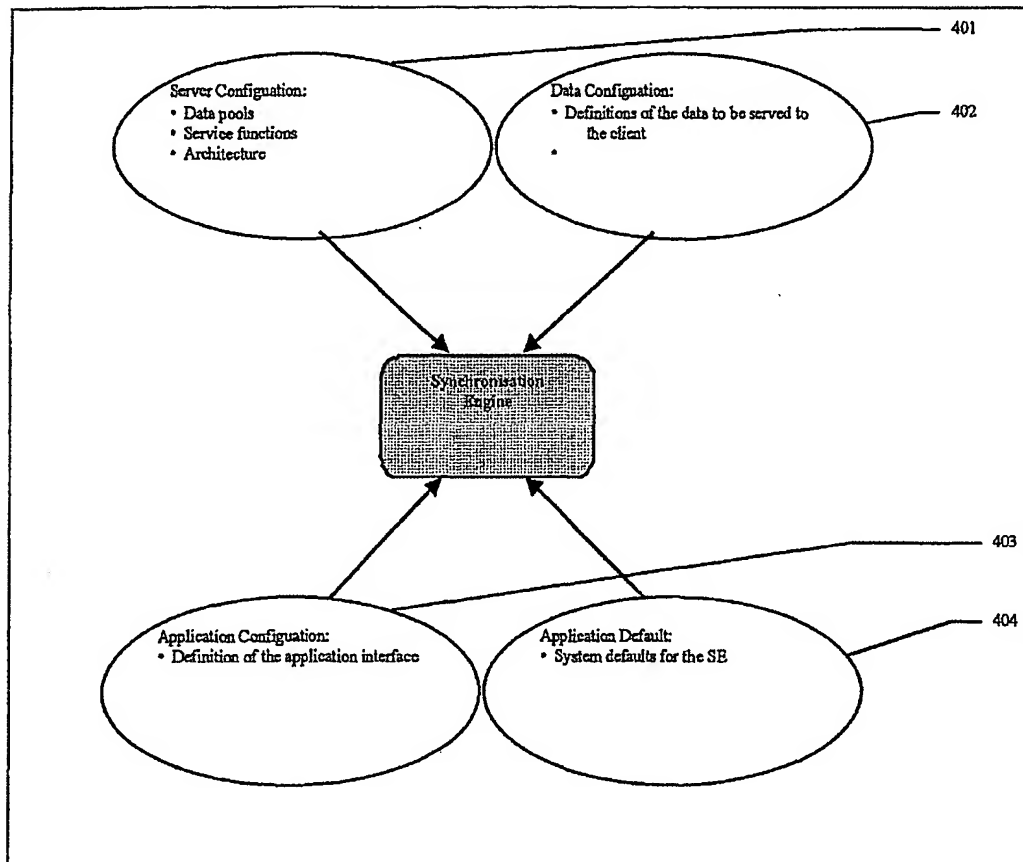 401
Server Configuation:
• Data pools
• Service functions
• Architecture
Data Configuation:
• Definitions of the data to be served to
the client
•
402
Synchronisation
Engine
403
Application Configuation:
• Definition of the application interface
Application Default:
• System defaults for the SE
404